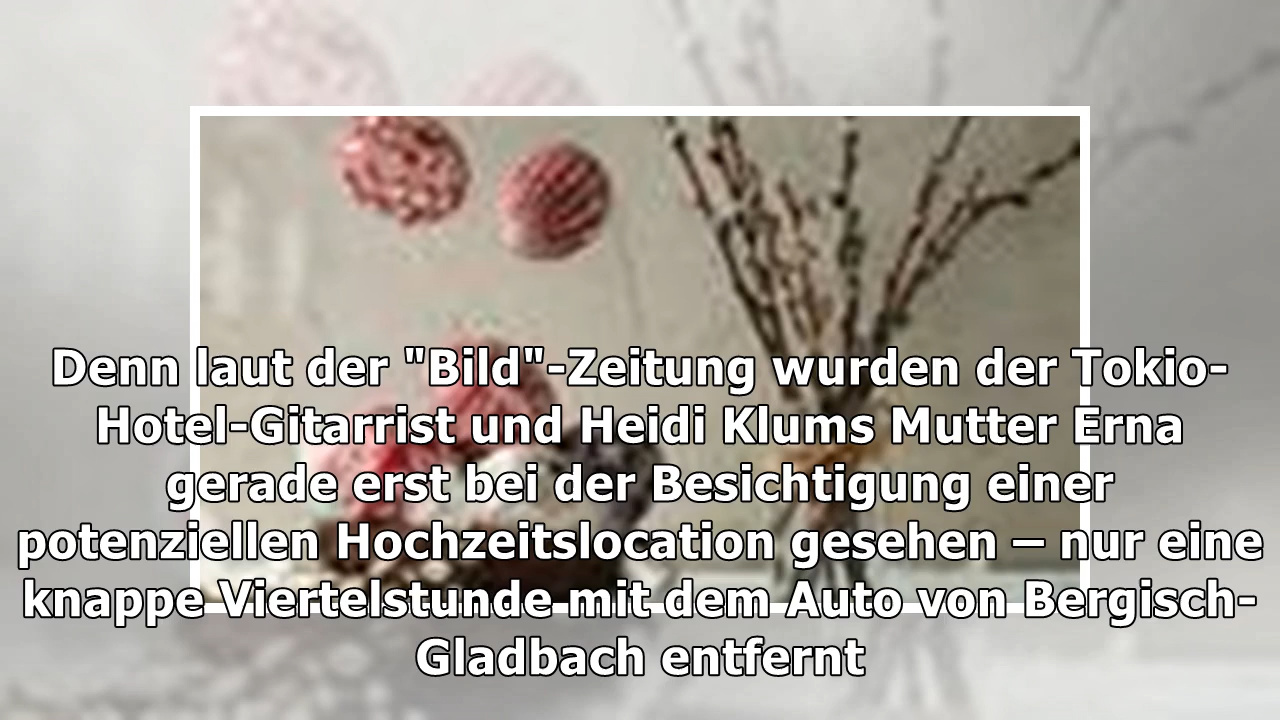 Denn laut der "Bild"-Zeitung wurden der Tokio-
Hotel-Gitarrist und Heidi Klums Mutter Erna
gerade erst bei der Besichtigung einer
potenziellen Hochzeitslocation gesehen – nur eine
knappe Viertelstunde mit dem Auto von Bergisch-
Gladbach entfernt